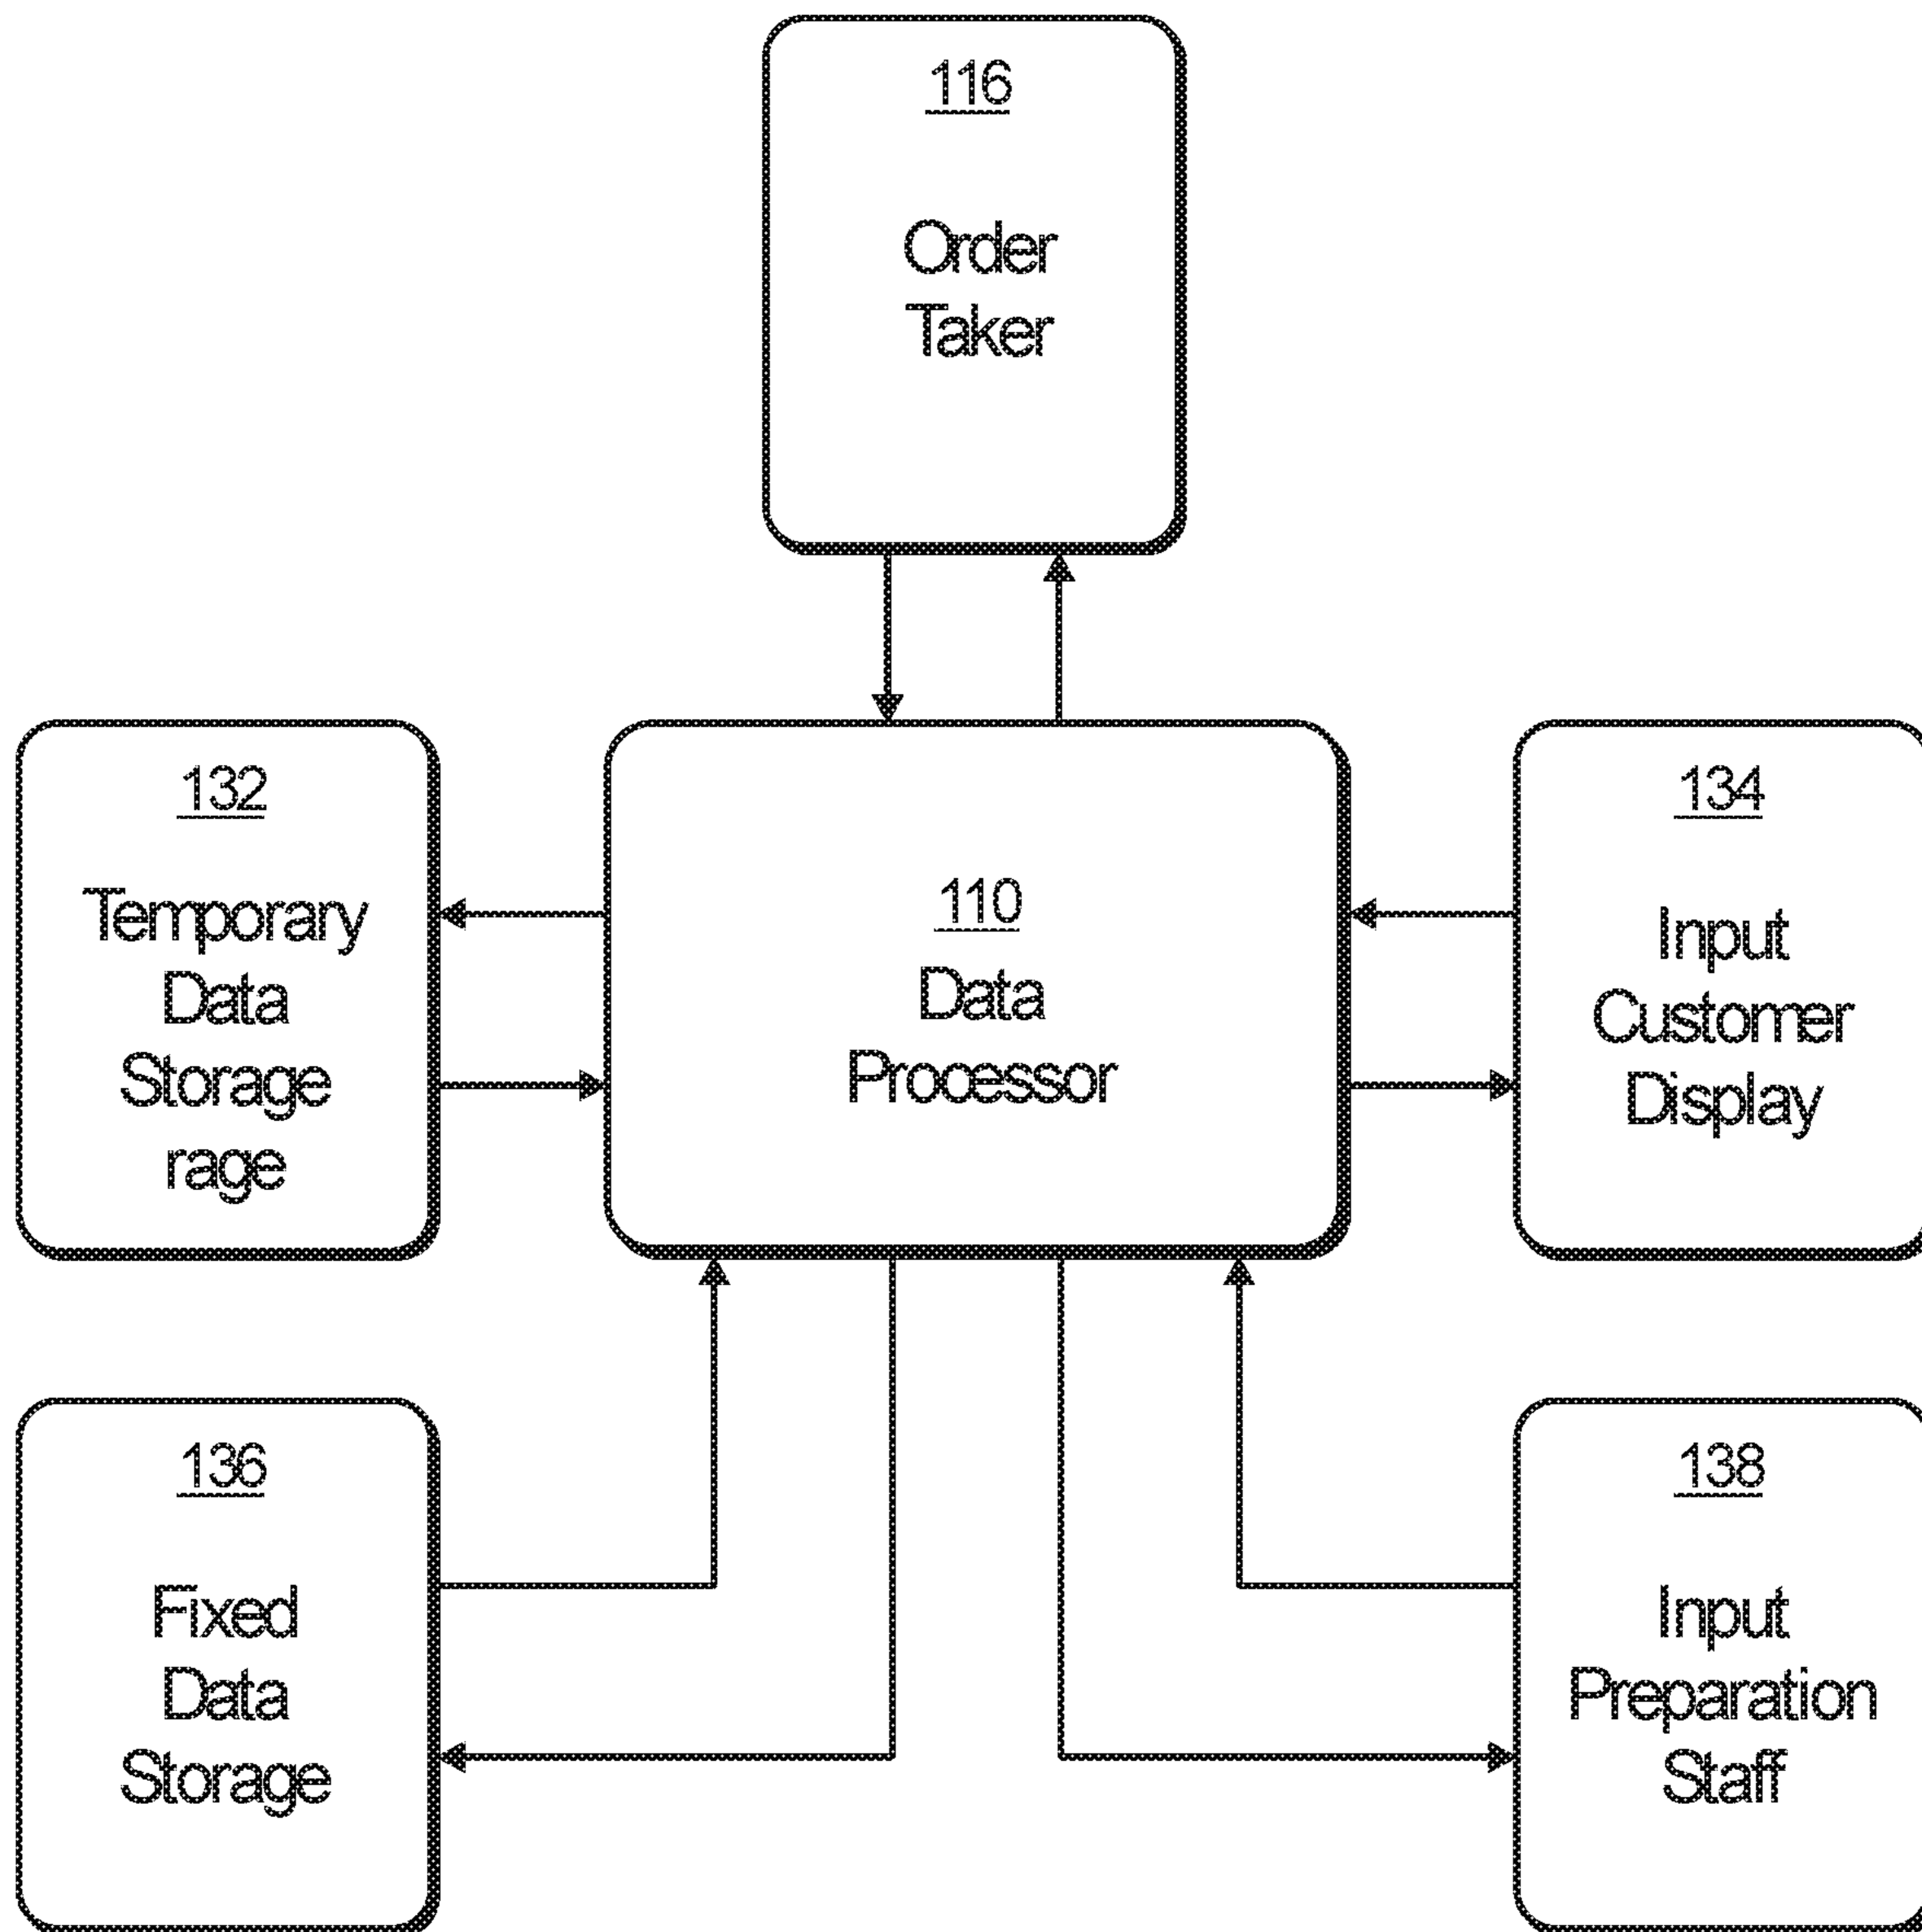 116
Order
Taker
132
Temporary
Data
Storage
rage
110
Data
Processor
134
Input
Customer
Display
136
Fixed
Data
Storage
138
Input
Preparation
Staff